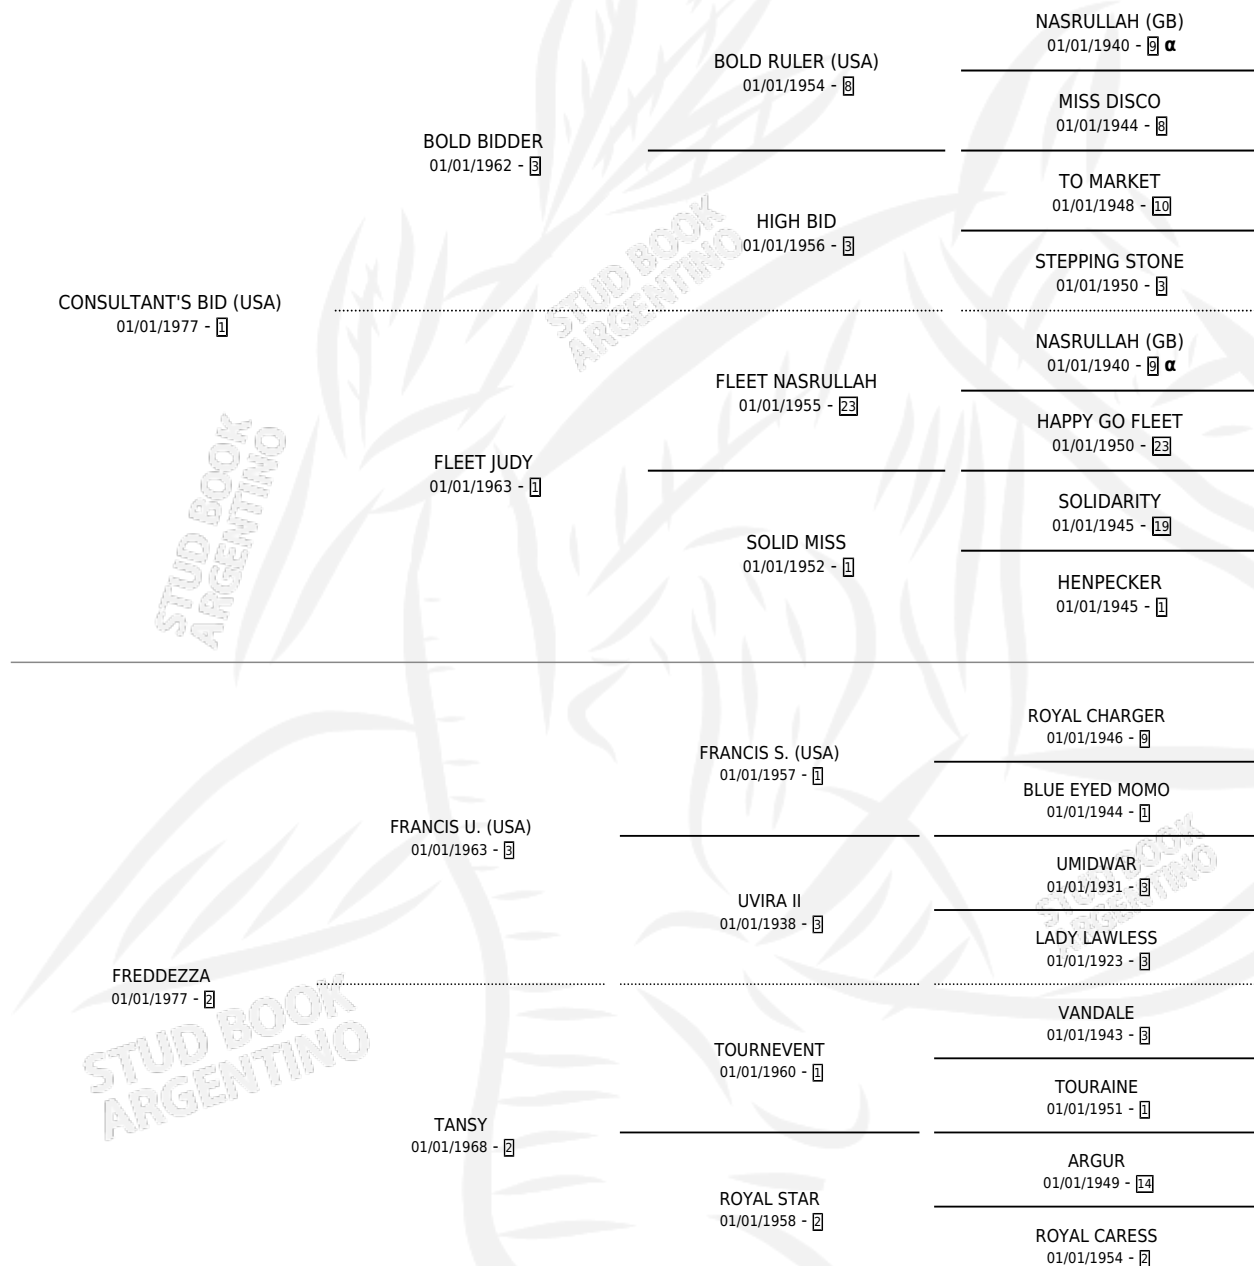 NASRULLAH (GB)
01/01/1940 - 9 α
BOLD RULER (USA)
01/01/1954 - 8
MISS DISCO
01/01/1944 - 8
BOLD BIDDER
01/01/1962 - 3
TO MARKET
01/01/1948 - 10
HIGH BID
01/01/1956 - 3
STEPPING STONE
01/01/1950 - 3
CONSULTANT'S BID (USA)
01/01/1977 - 1
NASRULLAH (GB)
01/01/1940 - 9 α
FLEET NASRULLAH
01/01/1955 - 23
HAPPY GO FLEET
01/01/1950 - 23
FLEET JUDY
01/01/1963 - 1
SOLIDARITY
01/01/1945 - 19
SOLID MISS
01/01/1952 - 1
HENPECKER
01/01/1945 - 1
ROYAL CHARGER
01/01/1946 - 9
FRANCIS S. (USA)
01/01/1957 - 1
BLUE EYED MOMO
01/01/1944 - 1
FRANCIS U. (USA)
01/01/1963 - 3
UMIDWAR
01/01/1931 - 3
UVIRA II
01/01/1938 - 3
LADY LAWLESS
01/01/1923 - 3
FREDDEZZA
01/01/1977 - 2
VANDALE
01/01/1943 - 3
TOURNEVENT
01/01/1960 - 1
TOURAINE
01/01/1951 - 1
TANSY
01/01/1968 - 2
ARGUR
01/01/1949 - 14
ROYAL STAR
01/01/1958 - 2
ROYAL CARESS
01/01/1954 - 2
STUD BOOK
ARGENTINO
STUD BOOK
ARGENTINO
STUD BOOK
ARGENTINO
STUD BOOK
ARGENTINO